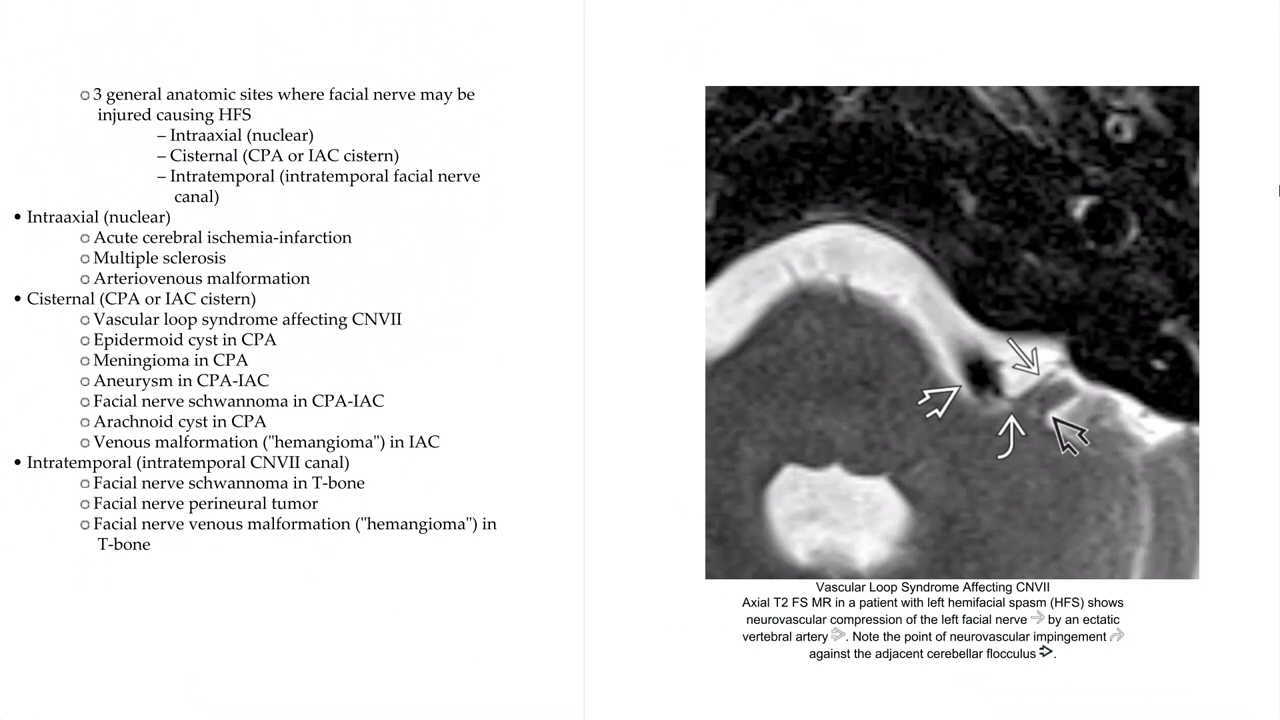 ○ 3 general anatomic sites where facial nerve may be
injured causing HFS
– Intraaxial (nuclear)
– Cisternal (CPA or IAC cistern)
– Intratemporal (intratemporal facial nerve
canal)
• Intraaxial (nuclear)
○ Acute cerebral ischemia-infarction
○ Multiple sclerosis
○ Arteriovenous malformation
• Cisternal (CPA or IAC cistern)
○ Vascular loop syndrome affecting CNVII
○ Epidermoid cyst in CPA
○ Meningioma in CPA
○ Aneurysm in CPA-IAC
○ Facial nerve schwannoma in CPA-IAC
○ Arachnoid cyst in CPA
○ Venous malformation ("hemangioma") in IAC
• Intratemporal (intratemporal CNVII canal)
○ Facial nerve schwannoma in T-bone
○ Facial nerve perineural tumor
○ Facial nerve venous malformation ("hemangioma") in
T-bone
Vascular Loop Syndrome Affecting CNVII
Axial T2 FS MR in a patient with left hemifacial spasm (HFS) shows
neurovascular compression of the left facial nerve by an ectatic
vertebral artery . Note the point of neurovascular impingement
against the adjacent cerebellar flocculus .